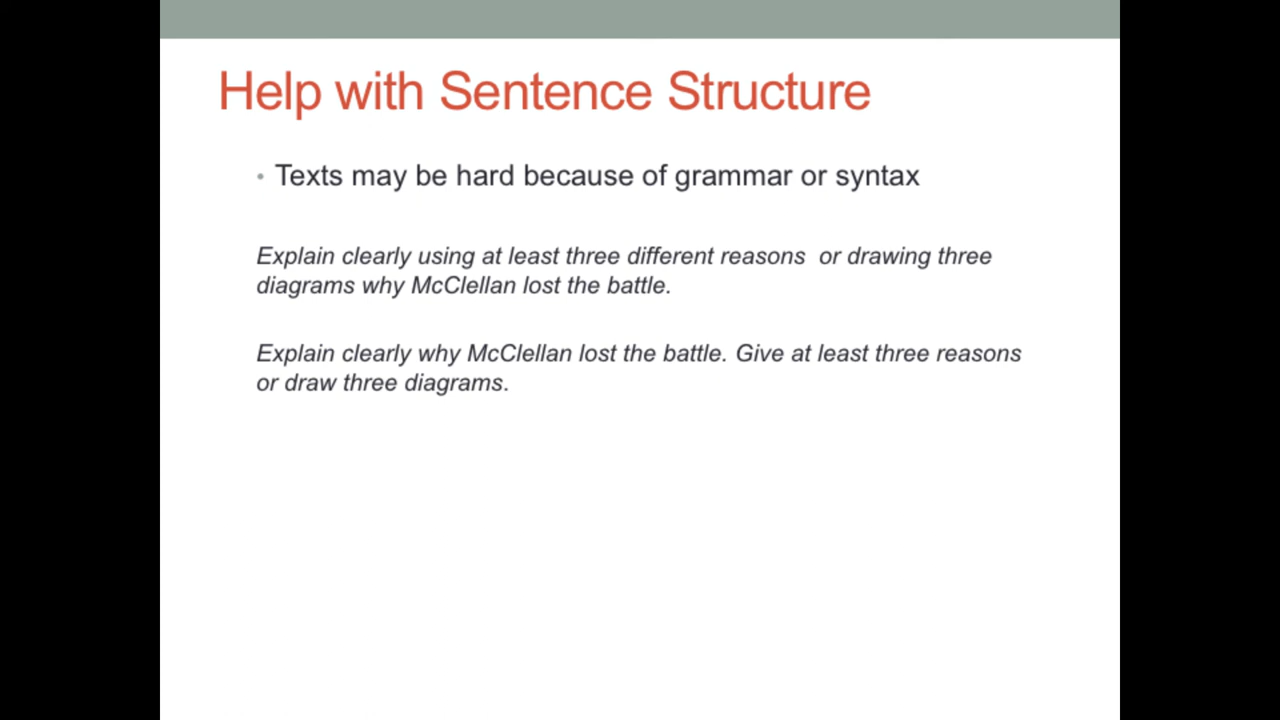 Help with Sentence Structure
• Texts may be hard because of grammar or syntax
Explain clearly using at least three different reasons  or drawing three
diagrams why McClellan lost the battle.
Explain clearly why McClellan lost the battle. Give at least three reasons
or draw three diagrams.